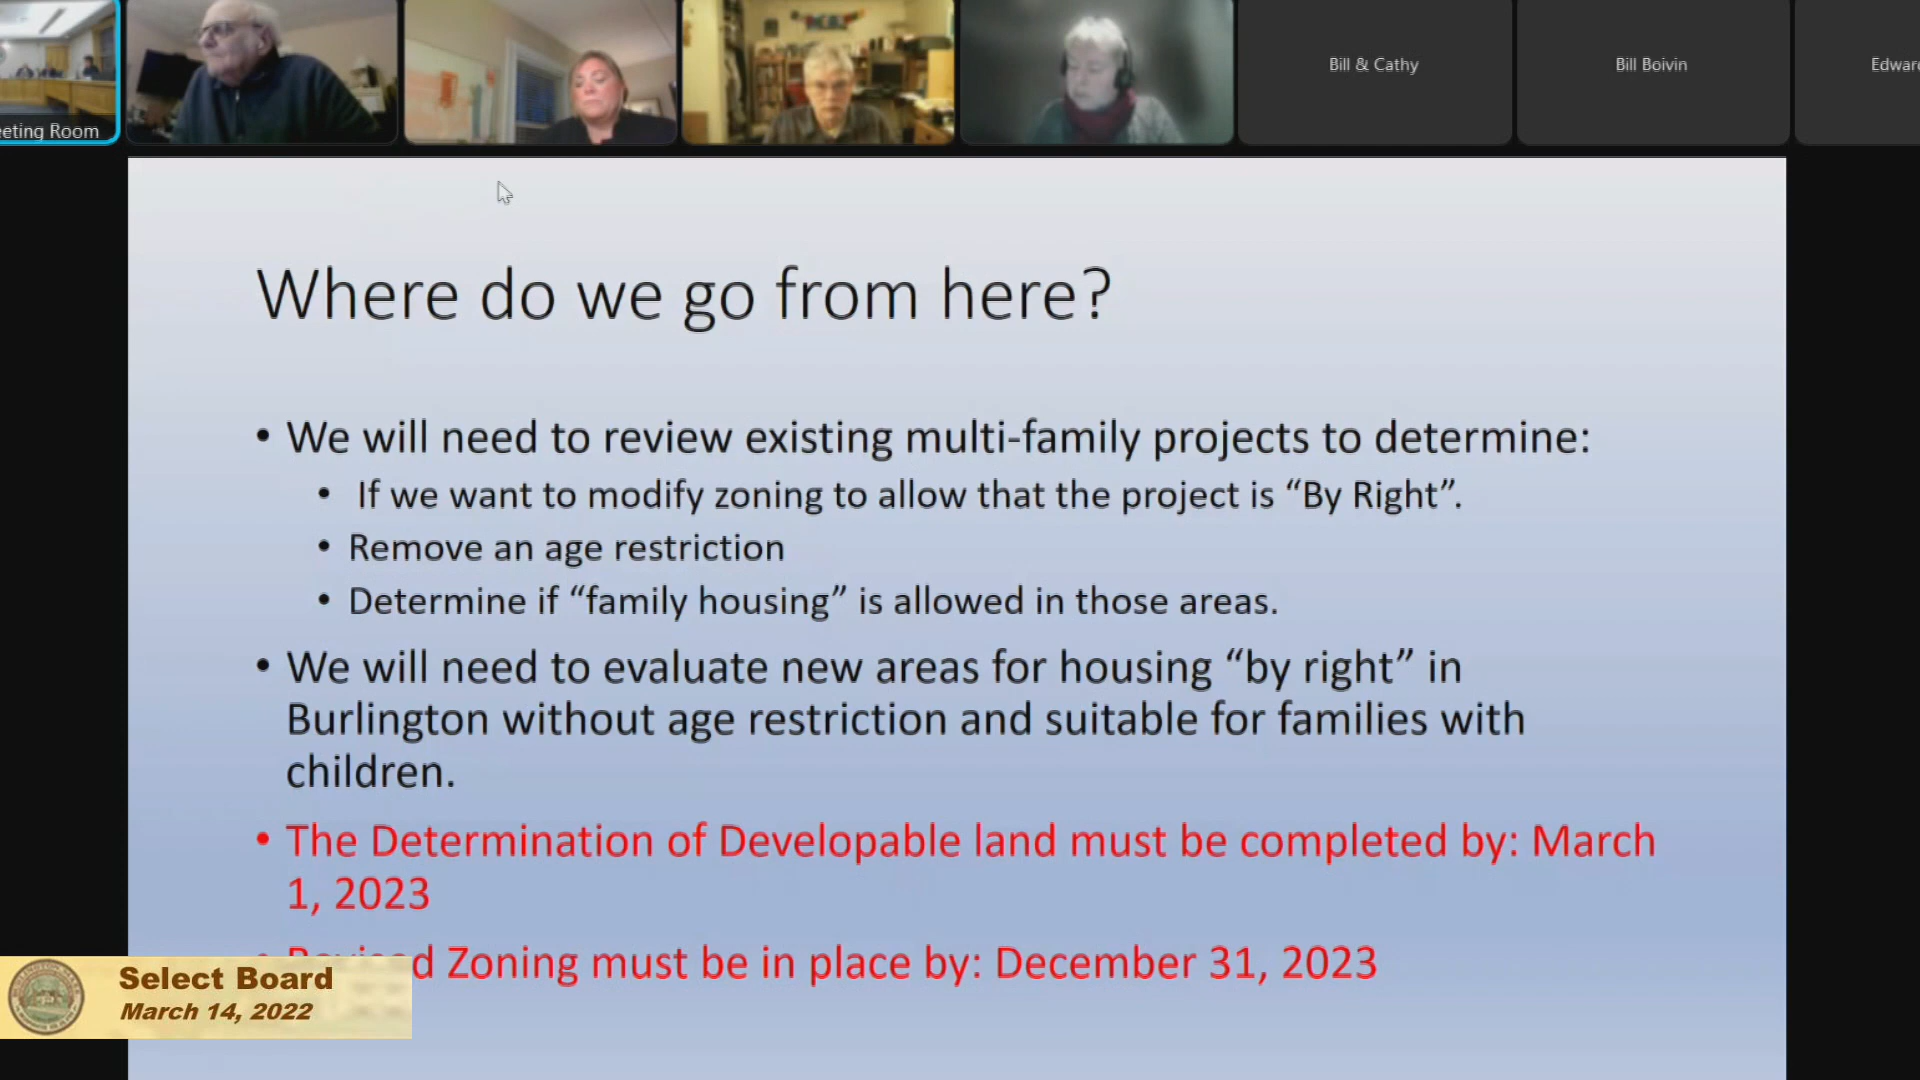 eeting Room
Bill & Cathy
Bill Boivin
Edwar
Where do we go from here?
• We will need to review existing multi-family projects to determine:
• If we want to modify zoning to allow that the project is “By Right”.
• Remove an age restriction
• Determine if “family housing” is allowed in those areas.
• We will need to evaluate new areas for housing “by right” in
Burlington without age restriction and suitable for families with
children.
• The Determination of Developable land must be completed by: March
1, 2023
• Revised Zoning must be in place by: December 31, 2023
Select Board
March 14, 2022